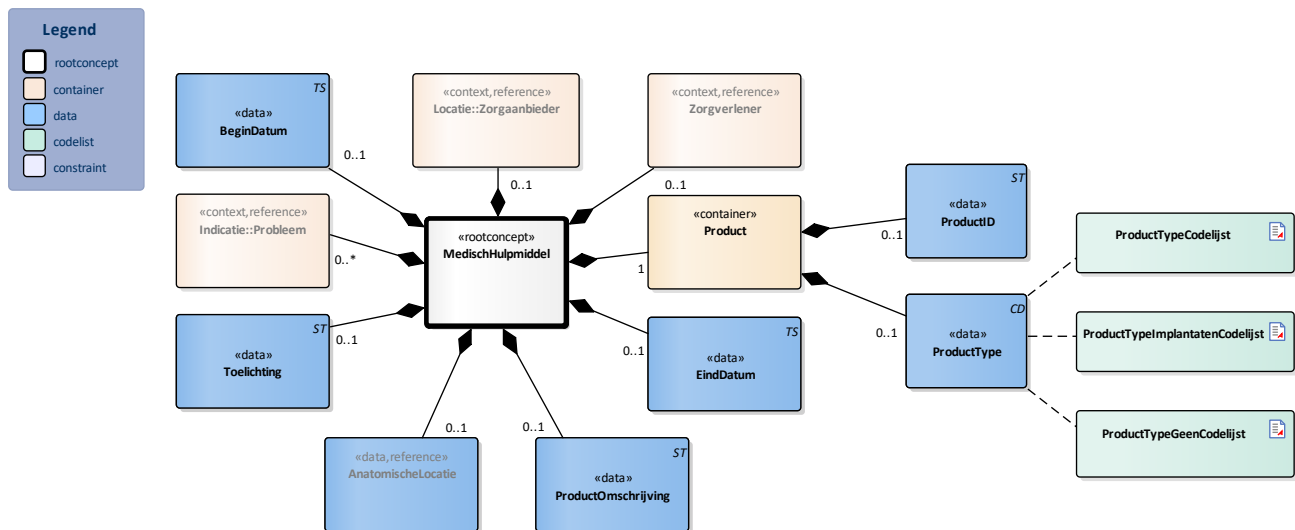 Legend
rootconcept
container
data
codelist
constraint
TS
«data»
BeginDatum
0..1
«context,reference»
Locatie::Zorgaanbieder
0..1
«context,reference»
Zorgverlener
0..1
«context,reference»
Indicatie::Probleem
0..*
«rootconcept»
MedischHulpmiddel
«container»
Product
1
ST
«data»
ProductID
0..1
ProductTypeCodelijst
CD
«data»
ProductType
0..1
ProductTypeImplantatenCodelijst
ProductTypeGeenCodelijst
ST
«data»
Toelichting
0..1
TS
«data»
EindDatum
0..1
«data,reference»
AnatomischeLocatie
0..1
ST
«data»
ProductOmschrijving
0..1